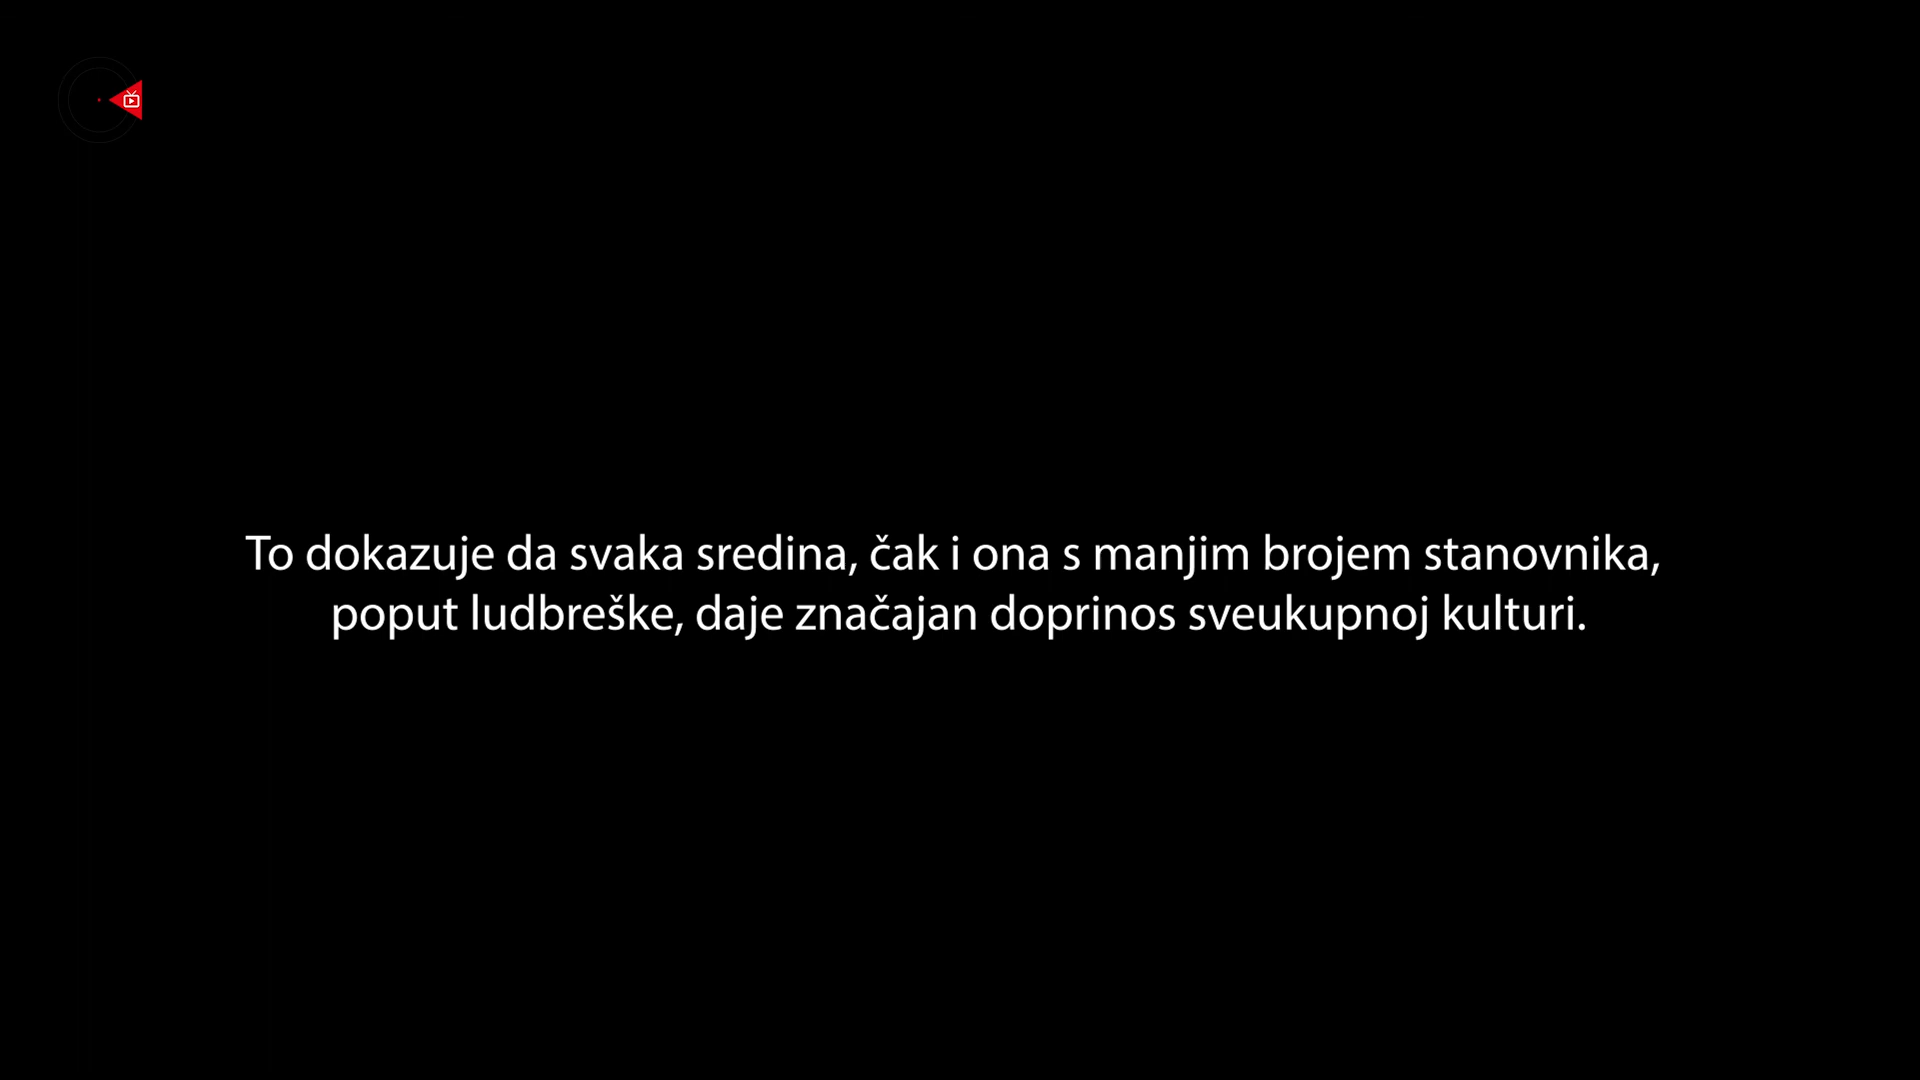 To dokazuje da svaka sredina, čak i ona s manjim brojem stanovnika,
poput ludbreške, daje značajan doprinos sveukupnoj kulturi.